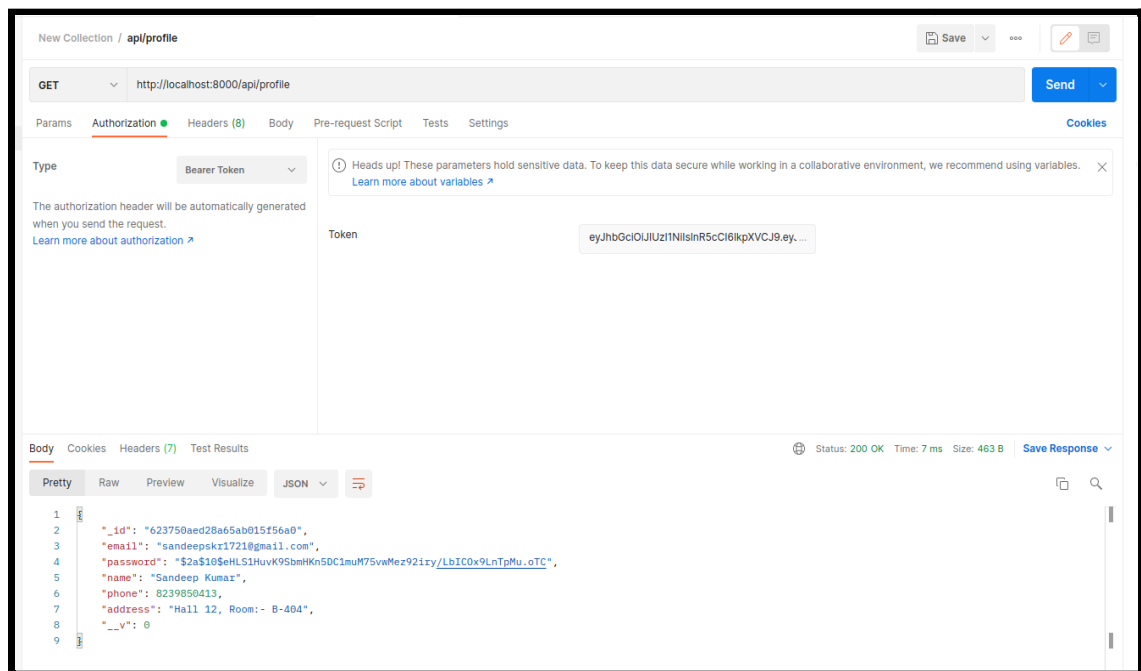 New Collection / api/profile
Save
GET http://localhost:8000/api/profile
Send
Params Authorization Headers (8) Body Pre-request Script Tests Settings Cookies
Type Bearer Token
Heads up! These parameters hold sensitive data. To keep this data secure while working in a collaborative environment, we recommend using variables.
Learn more about variables ↗
The authorization header will be automatically generated
when you send the request.
Learn more about authorization ↗
Token
eyJhbGciOiJIUzI1NiIsInR5cCI6IkpXVCJ9.ey...
Body Cookies Headers (7) Test Results Status: 200 OK Time: 7 ms Size: 463 B Save Response
Pretty Raw Preview Visualize JSON
1 {
2 "_id": "623750aed28a65ab015f56a0",
3 "email": "sandeepskr1721@gmail.com",
4 "password": "$2a$10$eHLS1HuvK9SbmHKn5DC1muM75vwMez92iry/LbICOx9LnTpMu.oTC",
5 "name": "Sandeep Kumar",
6 "phone": 8239850413,
7 "address": "Hall 12, Room:- B-404",
8 "__v": 0
9 }